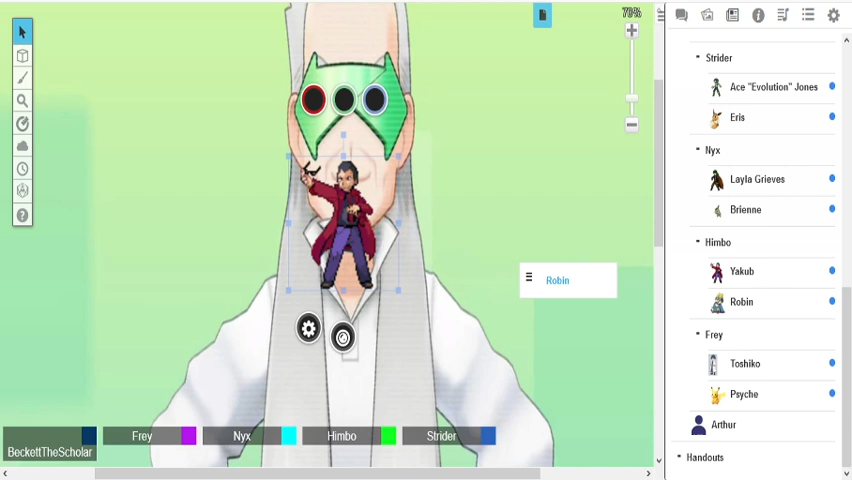 70%
Strider
Ace "Evolution" Jones
Eris
Nyx
Layla Grieves
Brienne
Himbo
Yakub
Robin
Robin
Frey
Toshiko
Psyche
Arthur
Handouts
BeckettTheScholar
Frey
Nyx
Himbo
Strider